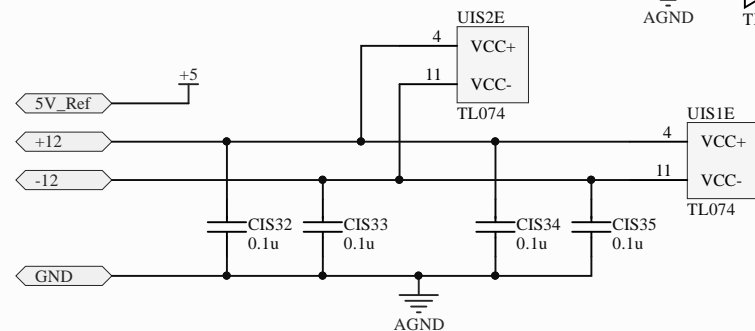 AGND
UIS2E
4 VCC+
11 VCC-
TL074
+5
5V_Ref
+12
-12
UIS1E
4 VCC+
11 VCC-
TL074
CIS32
0.1u
CIS33
0.1u
CIS34
0.1u
CIS35
0.1u
GND
AGND